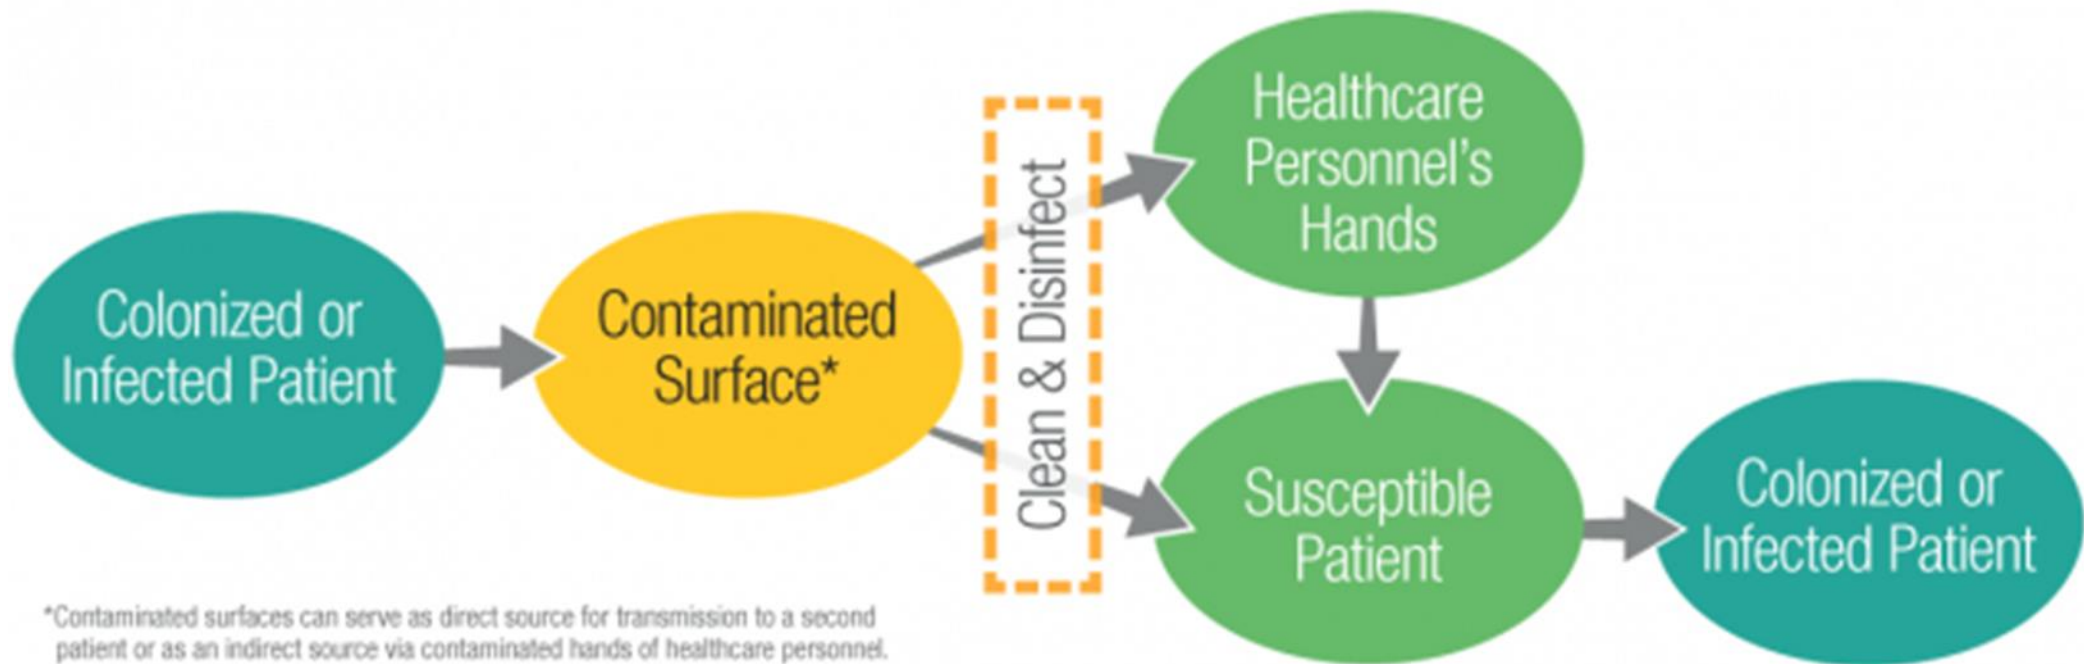 Colonized or
Infected Patient
Contaminated
Surface*
Clean & Disinfect
Healthcare
Personnel’s
Hands
Susceptible
Patient
Colonized or
Infected Patient
*Contaminated surfaces can serve as direct source for transmission to a second
patient or as an indirect source via contaminated hands of healthcare personnel.